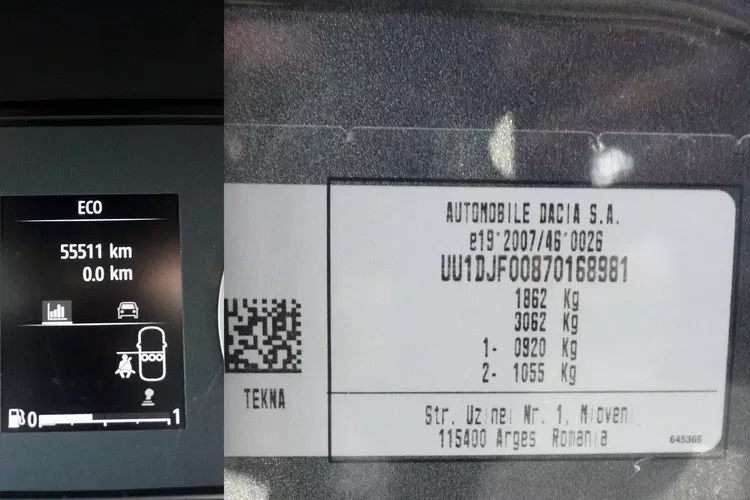 ECO
55511 km
0.0 km
0 1
AUTOMOBILE DACIA S.A.
e19*2007/46*0026
UU1DJF00870168981
1862 Kg
3062 Kg
1- 0920 Kg
2- 1055 Kg
TEKNA
Str. Uzinei Nr. 1, Mioveni
115400 Arges Romania
645365